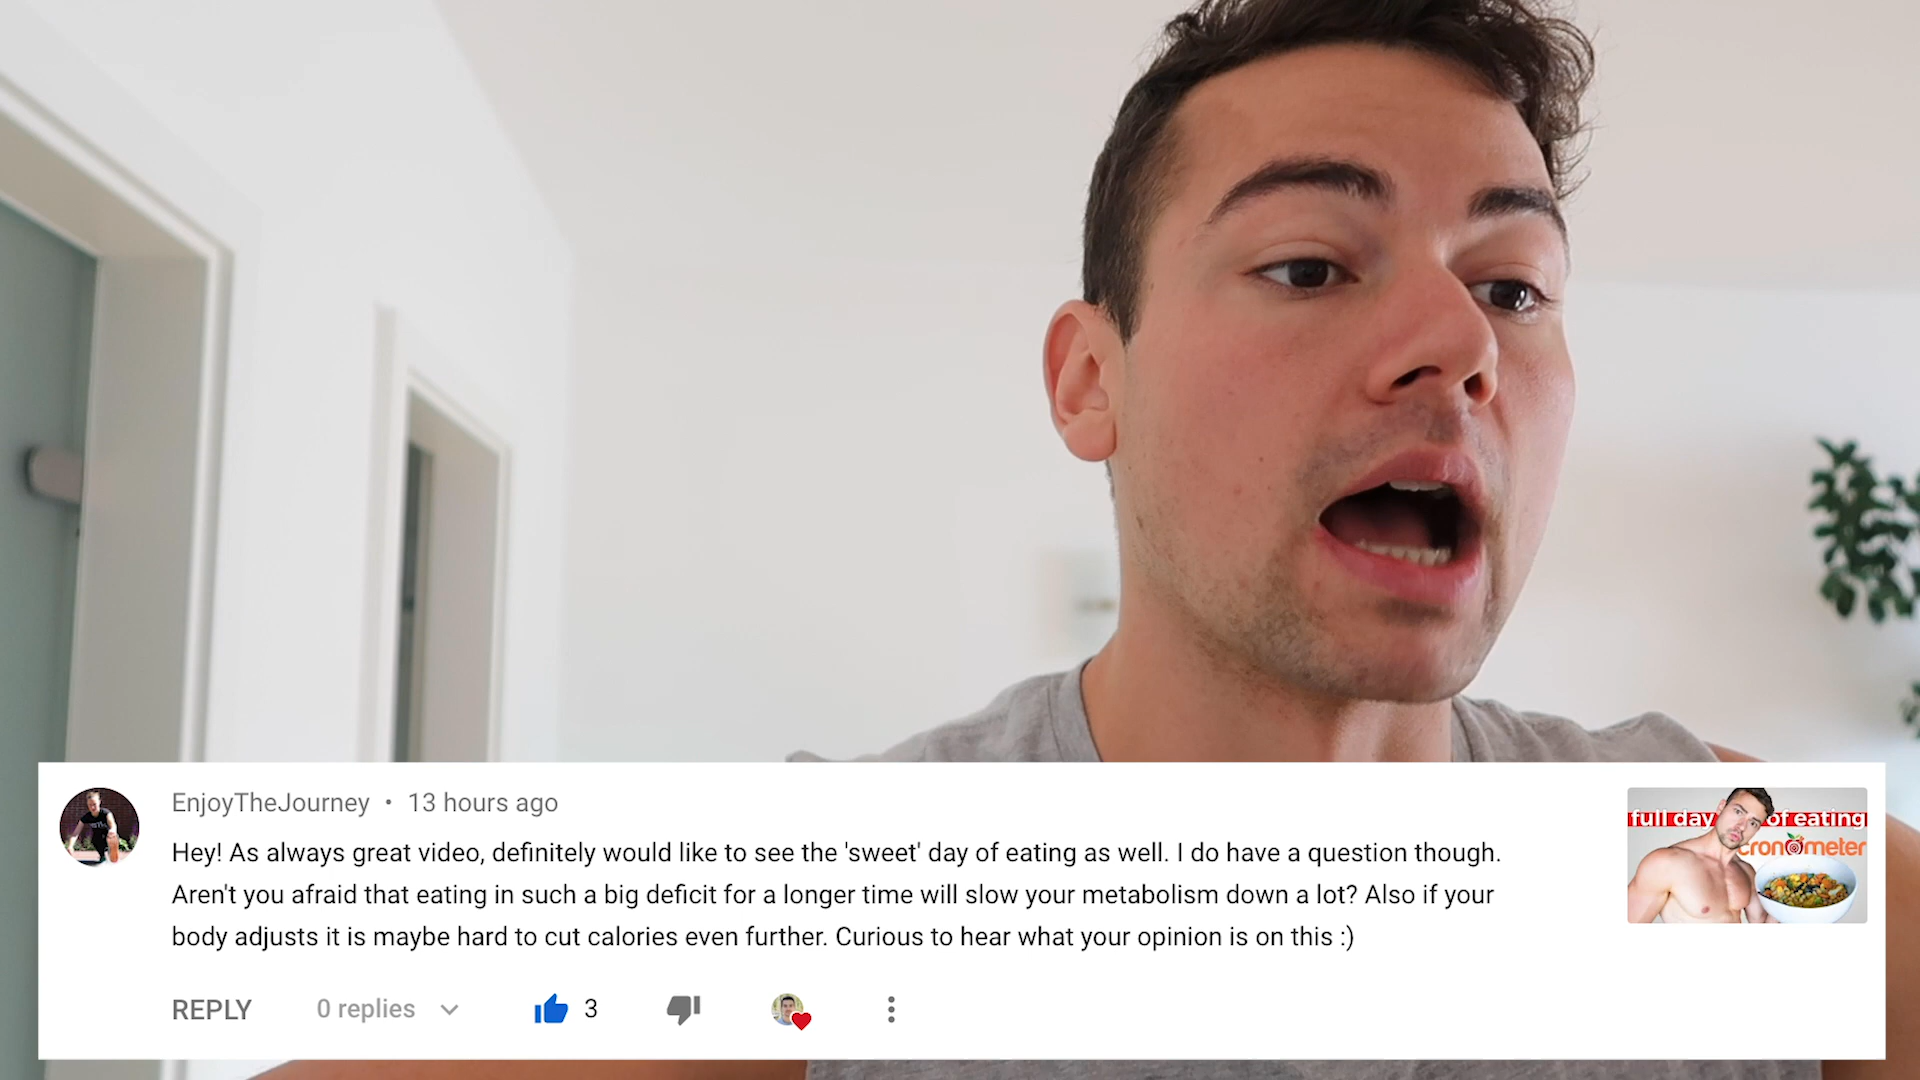 EnjoyTheJourney • 13 hours ago
Hey! As always great video, definitely would like to see the 'sweet' day of eating as well. I do have a question though.
Aren't you afraid that eating in such a big deficit for a longer time will slow your metabolism down a lot? Also if your
body adjusts it is maybe hard to cut calories even further. Curious to hear what your opinion is on this :)
full day of eating
cronometer
REPLY 0 replies 3